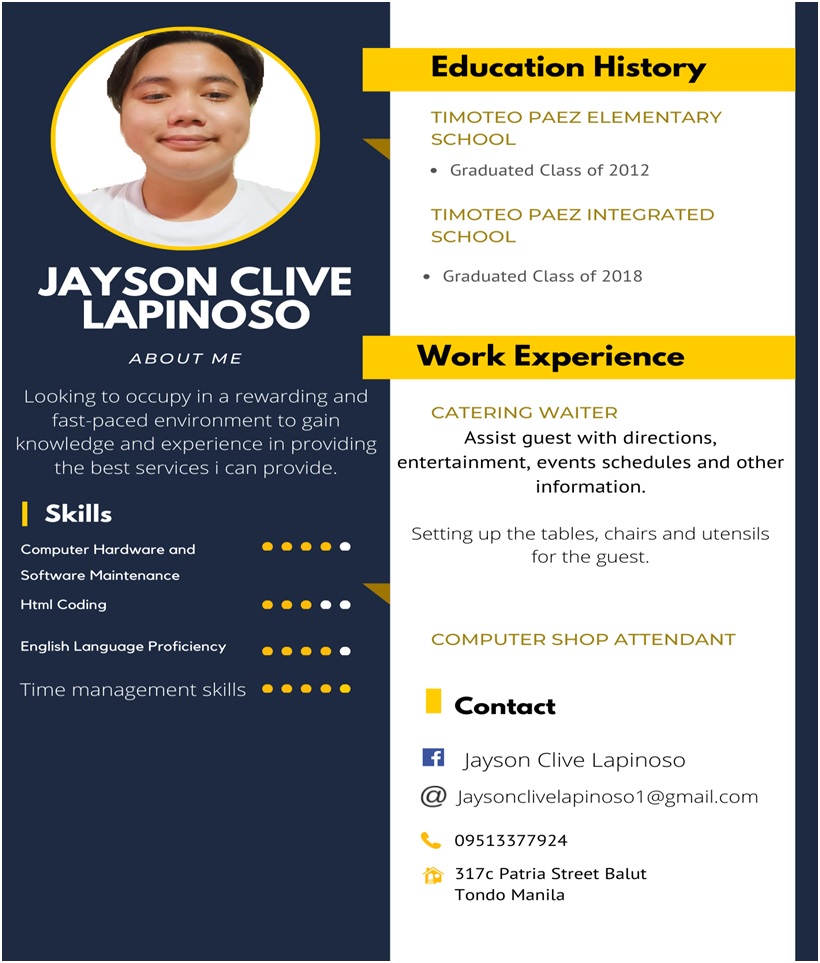 JAYSON CLIVE
LAPINOSO
ABOUT ME
Looking to occupy in a rewarding and
fast-paced environment to gain
knowledge and experience in providing
the best services i can provide.
Skills
Computer Hardware and
Software Maintenance
Html Coding
English Language Proficiency
Time management skills
Education History
TIMOTEO PAEZ ELEMENTARY
SCHOOL
• Graduated Class of 2012
TIMOTEO PAEZ INTEGRATED
SCHOOL
• Graduated Class of 2018
Work Experience
CATERING WAITER
Assist guest with directions,
entertainment, events schedules and other
information.
Setting up the tables, chairs and utensils
for the guest.
COMPUTER SHOP ATTENDANT
Contact
Jayson Clive Lapinoso
@ Jaysonclivelapinoso1@gmail.com
09513377924
317c Patria Street Balut
Tondo Manila